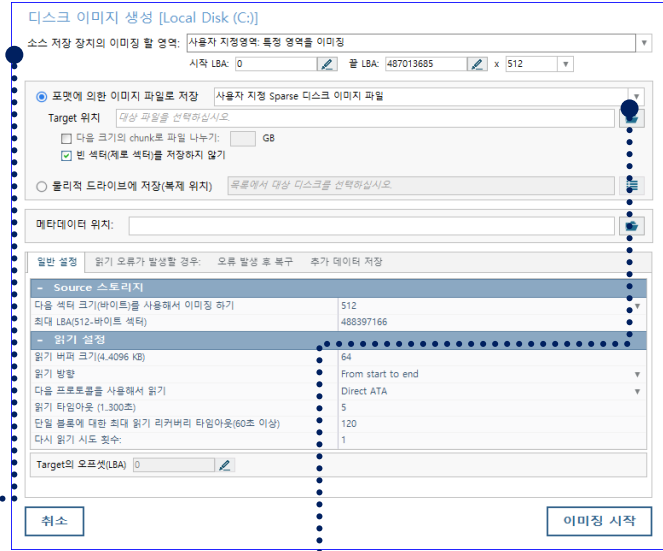 디스크 이미지 생성 [Local Disk (C:)]
소스 저장 장치의 이미징 할 영역: 사용자 지정영역: 특정 영역을 이미징
시작 LBA: 0 끝 LBA: 487013685 x 512
포맷에 의한 이미지 파일로 저장 사용자 지정 Sparse 디스크 이미지 파일
Target 위치 대상 파일을 선택하십시오
다음 크기의 chunk로 파일 나누기: GB
빈 섹터(제로 섹터)를 저장하지 않기
물리적 드라이브에 저장(복제 위치) 목록에서 대상 디스크를 선택하십시오.
메타데이터 위치:
일반 설정 읽기 오류가 발생할 경우: 오류 발생 후 복구 추가 데이터 저장
− Source 스토리지
다음 섹터 크기(바이트)를 사용해서 이미징 하기 512
최대 LBA(512-바이트 섹터) 488397166
− 읽기 설정
읽기 버퍼 크기(4.4096 KB) 64
읽기 방향 From start to end
다음 프로토콜을 사용해서 읽기 Direct ATA
읽기 타임아웃 (1.300초) 5
단일 블록에 대한 최대 읽기 리커버리 타임아웃(60초 이상) 120
다시 읽기 시도 횟수: 1
Target의 오프셋(LBA) 0
취소 이미징 시작